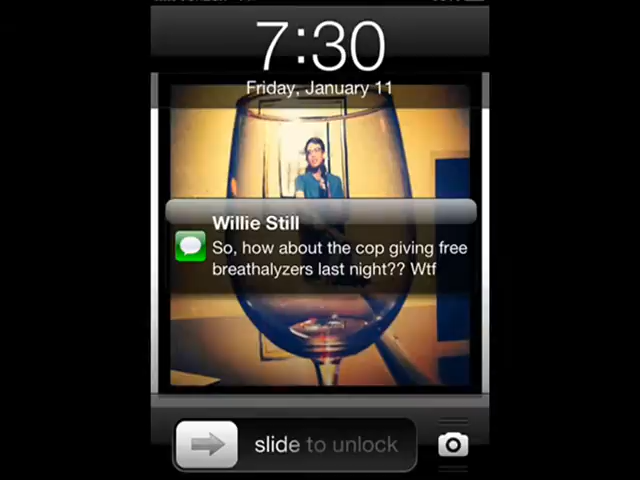 7:30
Friday, January 11
Willie Still
So, how about the cop giving free
breathalyzers last night?? Wtf
slide to unlock